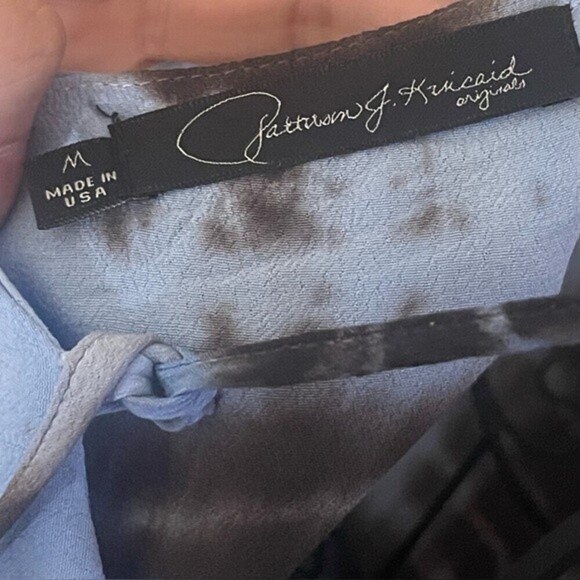 Patterson J. Kincaid
originals
M
MADE IN
USA